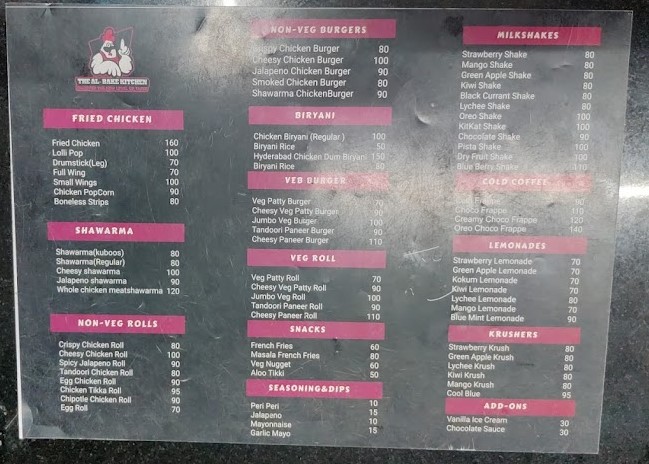 THE AL-BAKE KITCHEN
FRIED CHICKEN
Fried Chicken 160
Lolli Pop 100
Drumstick(Leg) 70
Full Wing 70
Small Wings 100
Chicken PopCorn 90
Boneless Strips 80
SHAWARMA
Shawarma(kuboos) 80
Shawarma(Regular) 80
Cheesy shawarma 100
Jalapeno shawarma 90
Whole chicken meatshawarma 120
NON-VEG ROLLS
Crispy Chicken Roll 80
Cheesy Chicken Roll 100
Spicy Jalapeno Roll 90
Tandoori Chicken Roll 80
Egg Chicken Roll 90
Chicken Tikka Roll 95
Chipotle Chicken Roll 90
Egg Roll 70
NON-VEG BURGERS
Chicken Burger 80
Cheesy Chicken Burger 100
Jalapeno Chicken Burger 90
Smoked Chicken Burger 80
Shawarma ChickenBurger 90
BIRYANI
Chicken Biryani (Regular ) 100
Biryani Rice 50
Hyderabad Chicken Dum Biryani 130
Biryani Rice 80
VEB BURGER
Veg Patty Burger 70
Cheesy Veg Patty Burger 90
Jumbo Veg Burger 100
Tandoori Paneer Burger 90
Cheesy Paneer Burger 110
VEG ROLL
Veg Patty Roll 70
Cheesy Veg Patty Roll 90
Jumbo Veg Roll 100
Tandoori Paneer Roll 90
Cheesy Paneer Roll 110
SNACKS
French Fries 60
Masala French Fries 80
Veg Nugget 60
Aloo Tikki 50
SEASONING&DIPS
Peri Peri 10
Jalapano 15
Mayonnaise 10
Garlic Mayo 15
MILKSHAKES
Strawberry Shake 80
Mango Shake 80
Green Apple Shake 80
Kiwi Shake 80
Black Currant Shake 80
Lychee Shake 80
Oreo Shake 100
KitKat Shake 100
Chocolate Shake 90
Pista Shake 100
Dry Fruit Shake 100
Blue Berry Shake 110
COLD COFFEE
90
Choco Frappe 110
Creamy Choco Frappe 120
Oreo Choco Frappe 140
LEMONADES
Strawberry Lemonade 70
Green Apple Lemonade 70
Kokum Lemonade 70
Kiwi Lemonade 70
Lychee Lemonade 80
Mango Lemonade 70
Blue Mint Lemonade 90
KRUSHERS
Strawberry Krush 80
Green Apple Krush 80
Lychee Krush 80
Kiwi Krush 80
Mango Krush 80
Cool Blue 95
ADD-ONS
Vanilla Ice Cream 30
Chocolate Sauce 30